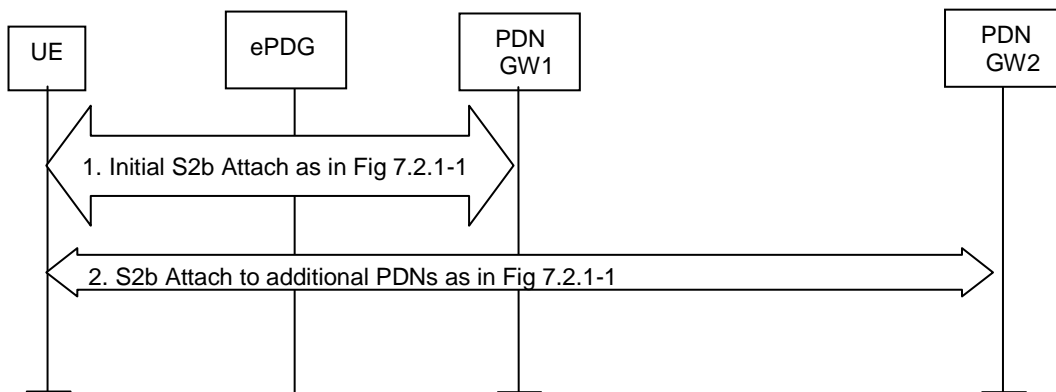 UE
ePDG
PDN
GW1
PDN
GW2
1. Initial S2b Attach as in Fig 7.2.1-1
2. S2b Attach to additional PDNs as in Fig 7.2.1-1